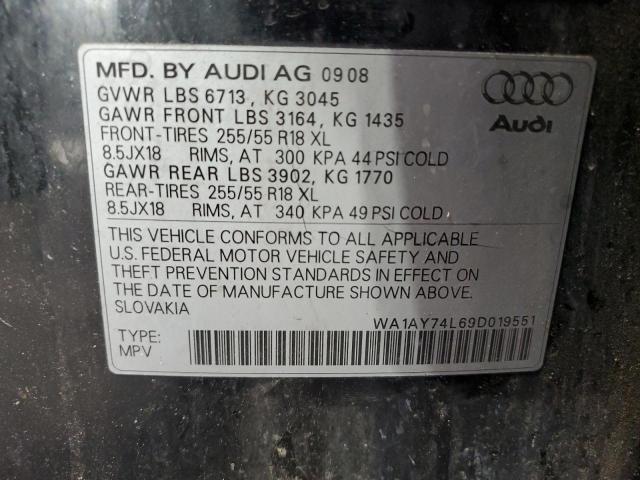 MFD. BY AUDI AG 0908
GVWR LBS 6713, KG 3045
GAWR FRONT LBS 3164, KG 1435
FRONT-TIRES 255/55 R18 XL
8.5JX18 RIMS, AT 300 KPA 44 PSI COLD
GAWR REAR LBS 3902, KG 1770
REAR-TIRES 255/55 R18 XL
8.5JX18 RIMS, AT 340 KPA 49 PSI COLD
Audi
THIS VEHICLE CONFORMS TO ALL APPLICABLE
U.S. FEDERAL MOTOR VEHICLE SAFETY AND
THEFT PREVENTION STANDARDS IN EFFECT ON
THE DATE OF MANUFACTURE SHOWN ABOVE.
SLOVAKIA
WA1AY74L69D019551
TYPE:
MPV